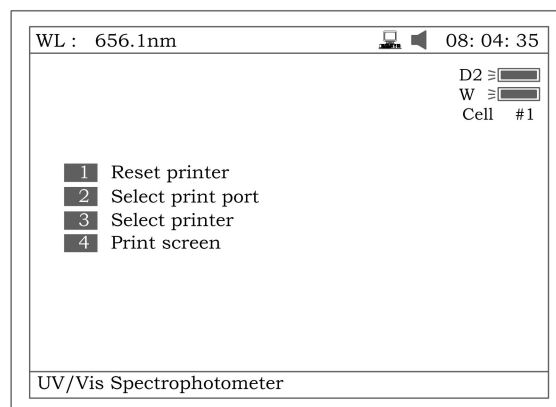 WL : 656.1nm 08: 04: 35
D2
W
Cell #1
1 Reset printer
2 Select print port
3 Select printer
4 Print screen
UV/Vis Spectrophotometer